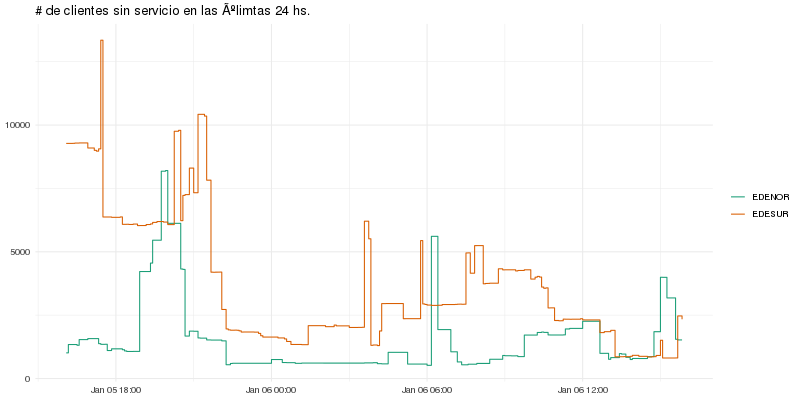 # de clientes sin servicio en las Ãºlimtas 24 hs.
10000
5000
0
Jan 05 18:00
Jan 06 00:00
Jan 06 06:00
Jan 06 12:00
EDENOR
EDESUR